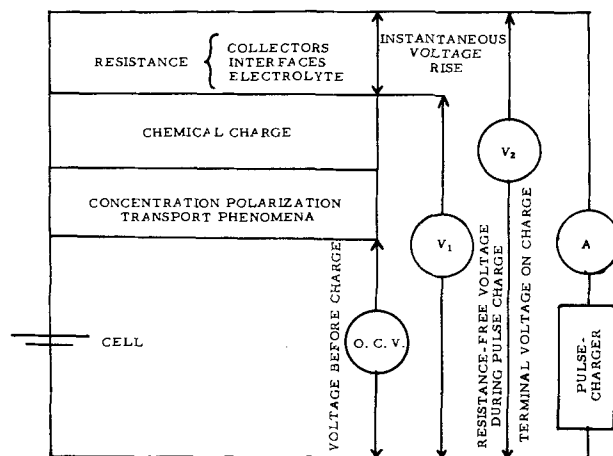 RESISTANCE
COLLECTORS
INTERFACES
ELECTROLYTE
INSTANTANEOUS
VOLTAGE
RISE
CHEMICAL CHARGE
CONCENTRATION POLARIZATION
TRANSPORT PHENOMENA
CELL
VOLTAGE BEFORE CHARGE
O. C. V.
V1
RESISTANCE-FREE VOLTAGE
DURING PULSE CHARGE
V2
TERMINAL VOLTAGE ON CHARGE
A
PULSE-
CHARGER